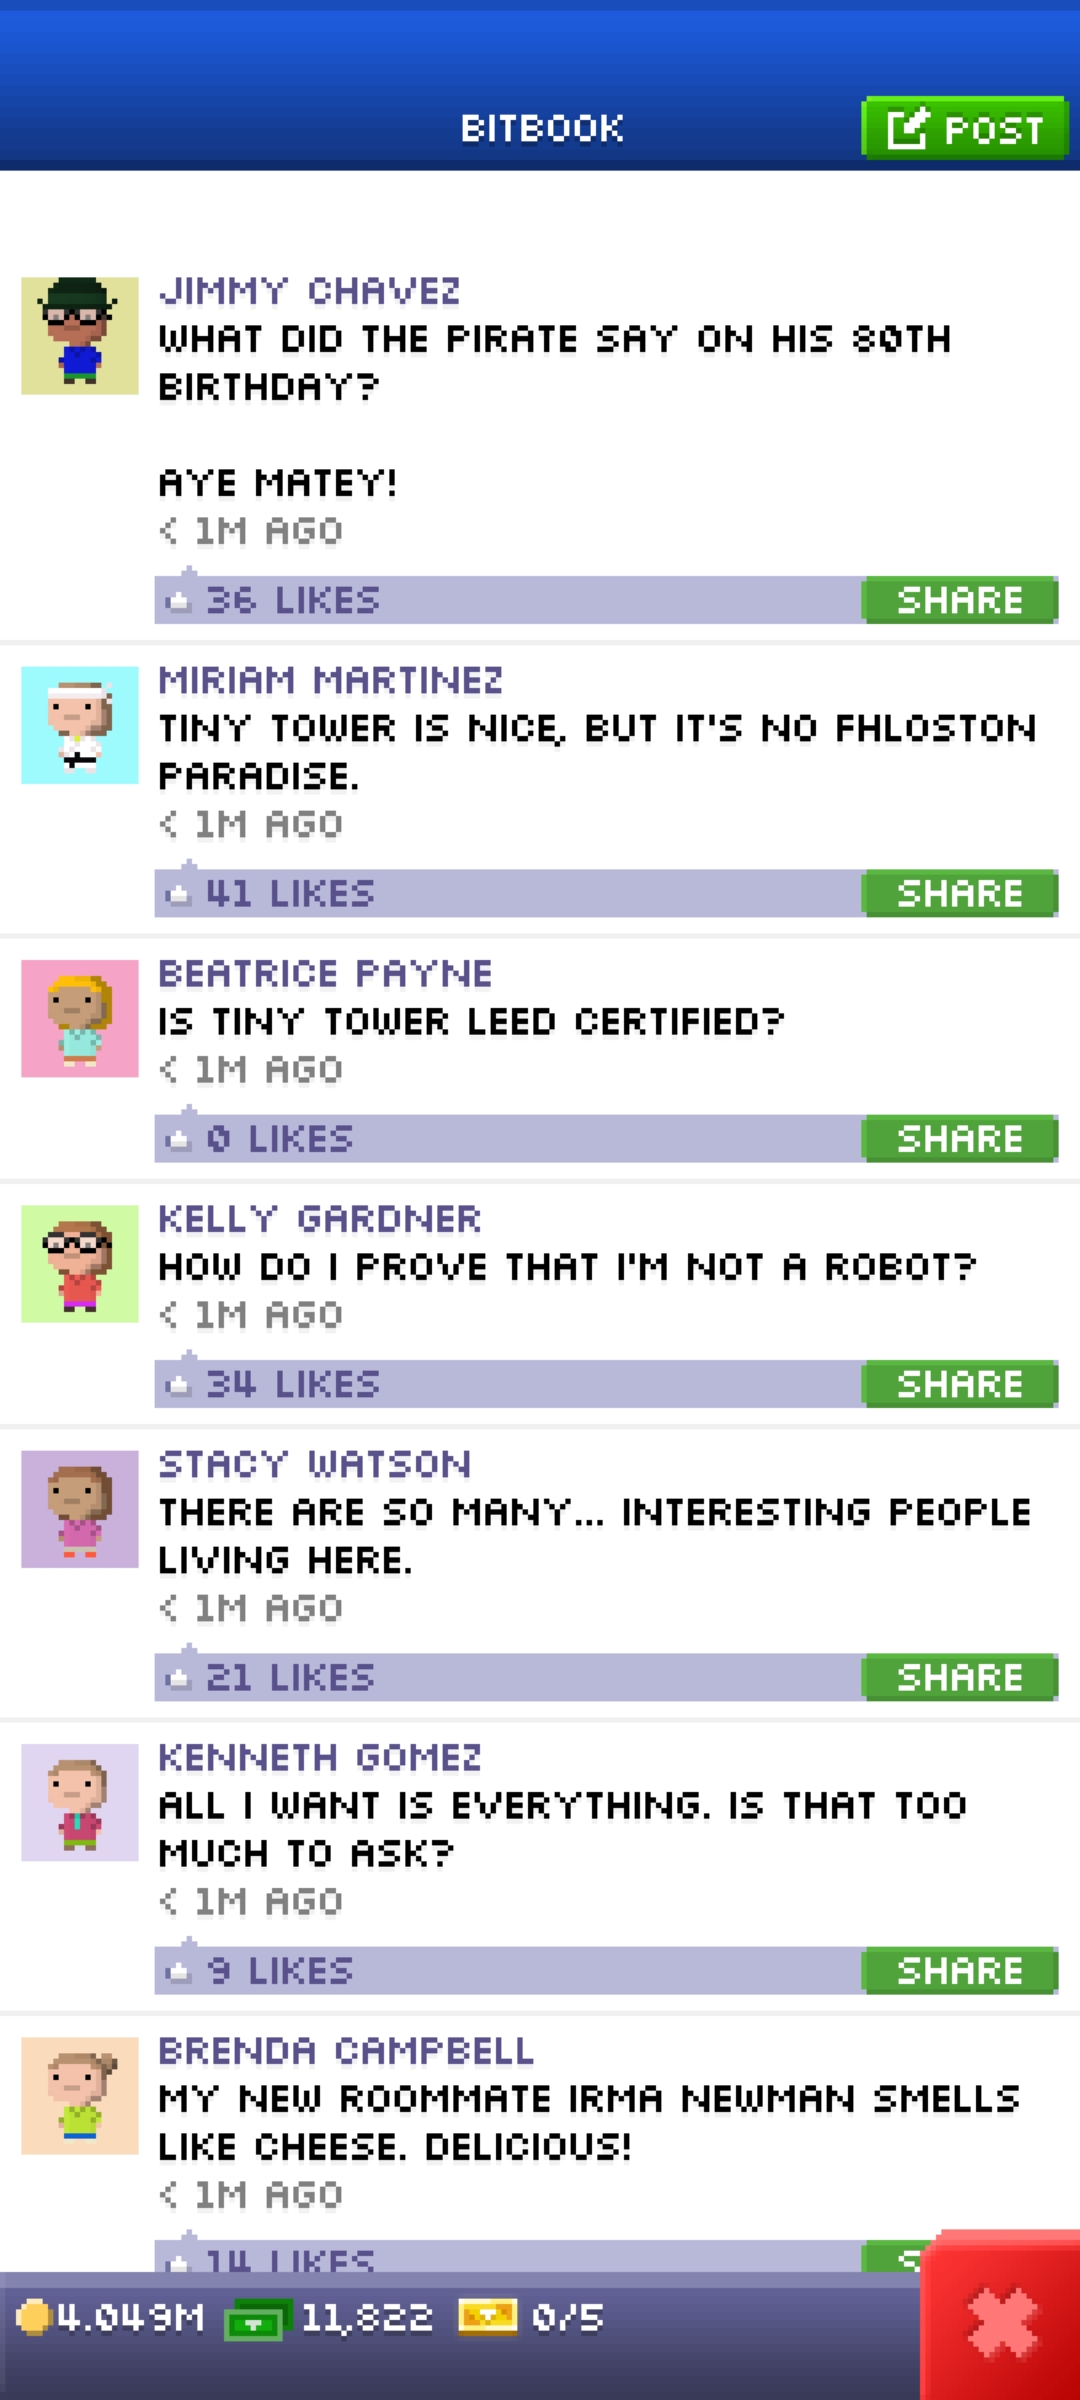 BITBOOK
POST
JIMMY CHAVEZ
WHAT DID THE PIRATE SAY ON HIS 80TH
BIRTHDAY?
AYE MATEY!
< 1M AGO
36 LIKES
SHARE
MIRIAM MARTINEZ
TINY TOWER IS NICE, BUT IT'S NO FHLOSTON
PARADISE.
< 1M AGO
41 LIKES
SHARE
BEATRICE PAYNE
IS TINY TOWER LEED CERTIFIED?
< 1M AGO
0 LIKES
SHARE
KELLY GARDNER
HOW DO I PROVE THAT I'M NOT A ROBOT?
< 1M AGO
34 LIKES
SHARE
STACY WATSON
THERE ARE SO MANY... INTERESTING PEOPLE
LIVING HERE.
< 1M AGO
21 LIKES
SHARE
KENNETH GOMEZ
ALL I WANT IS EVERYTHING. IS THAT TOO
MUCH TO ASK?
< 1M AGO
9 LIKES
SHARE
BRENDA CAMPBELL
MY NEW ROOMMATE IRMA NEWMAN SMELLS
LIKE CHEESE. DELICIOUS!
< 1M AGO
14 LIKES
4.049M 11,822 0/5